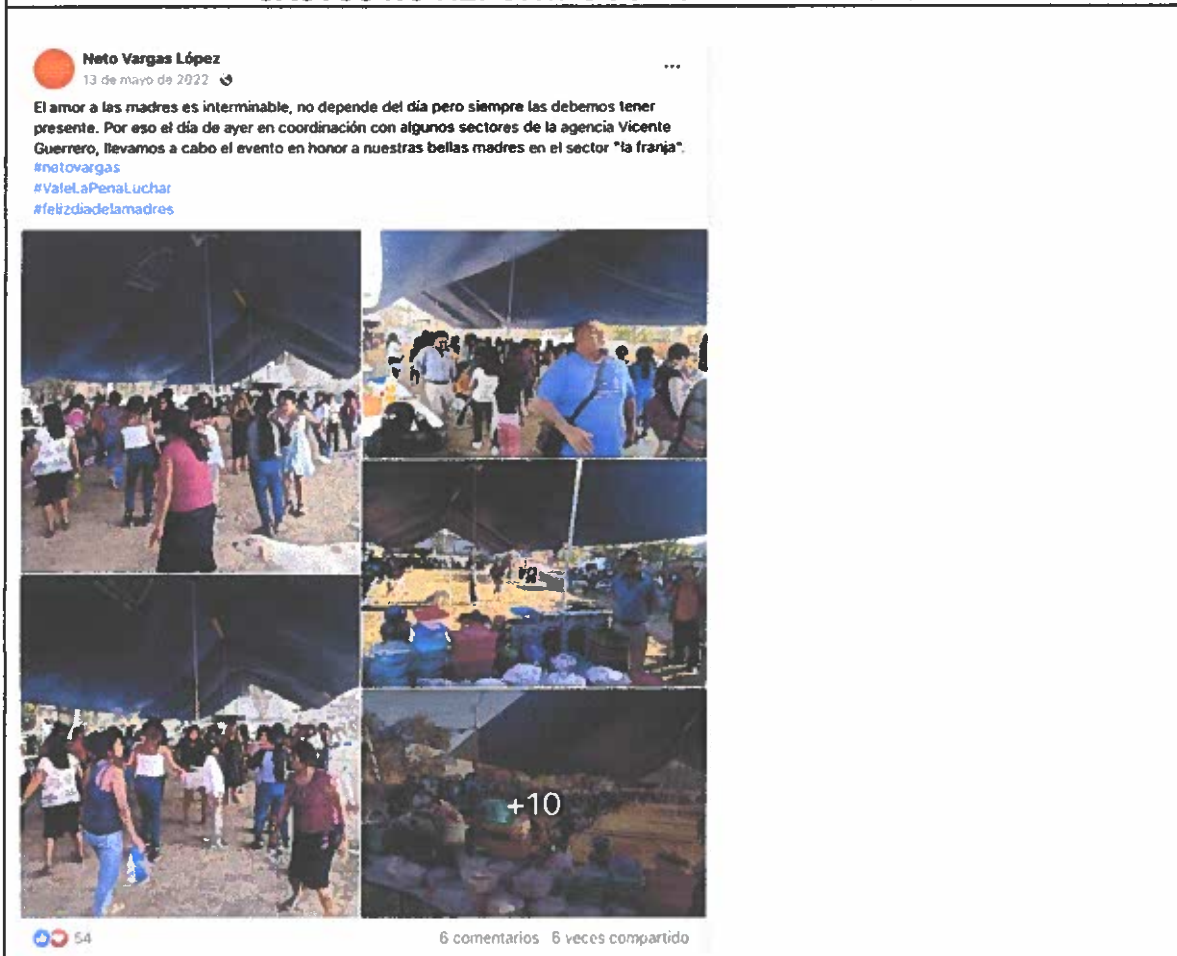 Neto Vargas López
13 de mayo de 2022
El amor a las madres es interminable, no depende del día pero siempre las debemos tener
presente. Por eso el día de ayer en coordinación con algunos sectores de la agencia Vicente
Guerrero, llevamos a cabo el evento en honor a nuestras bellas madres en el sector "la franja".
#netovargas
#ValeLaPenaLuchar
#felizdiadelamadres
+10
54
6 comentarios 6 veces compartido